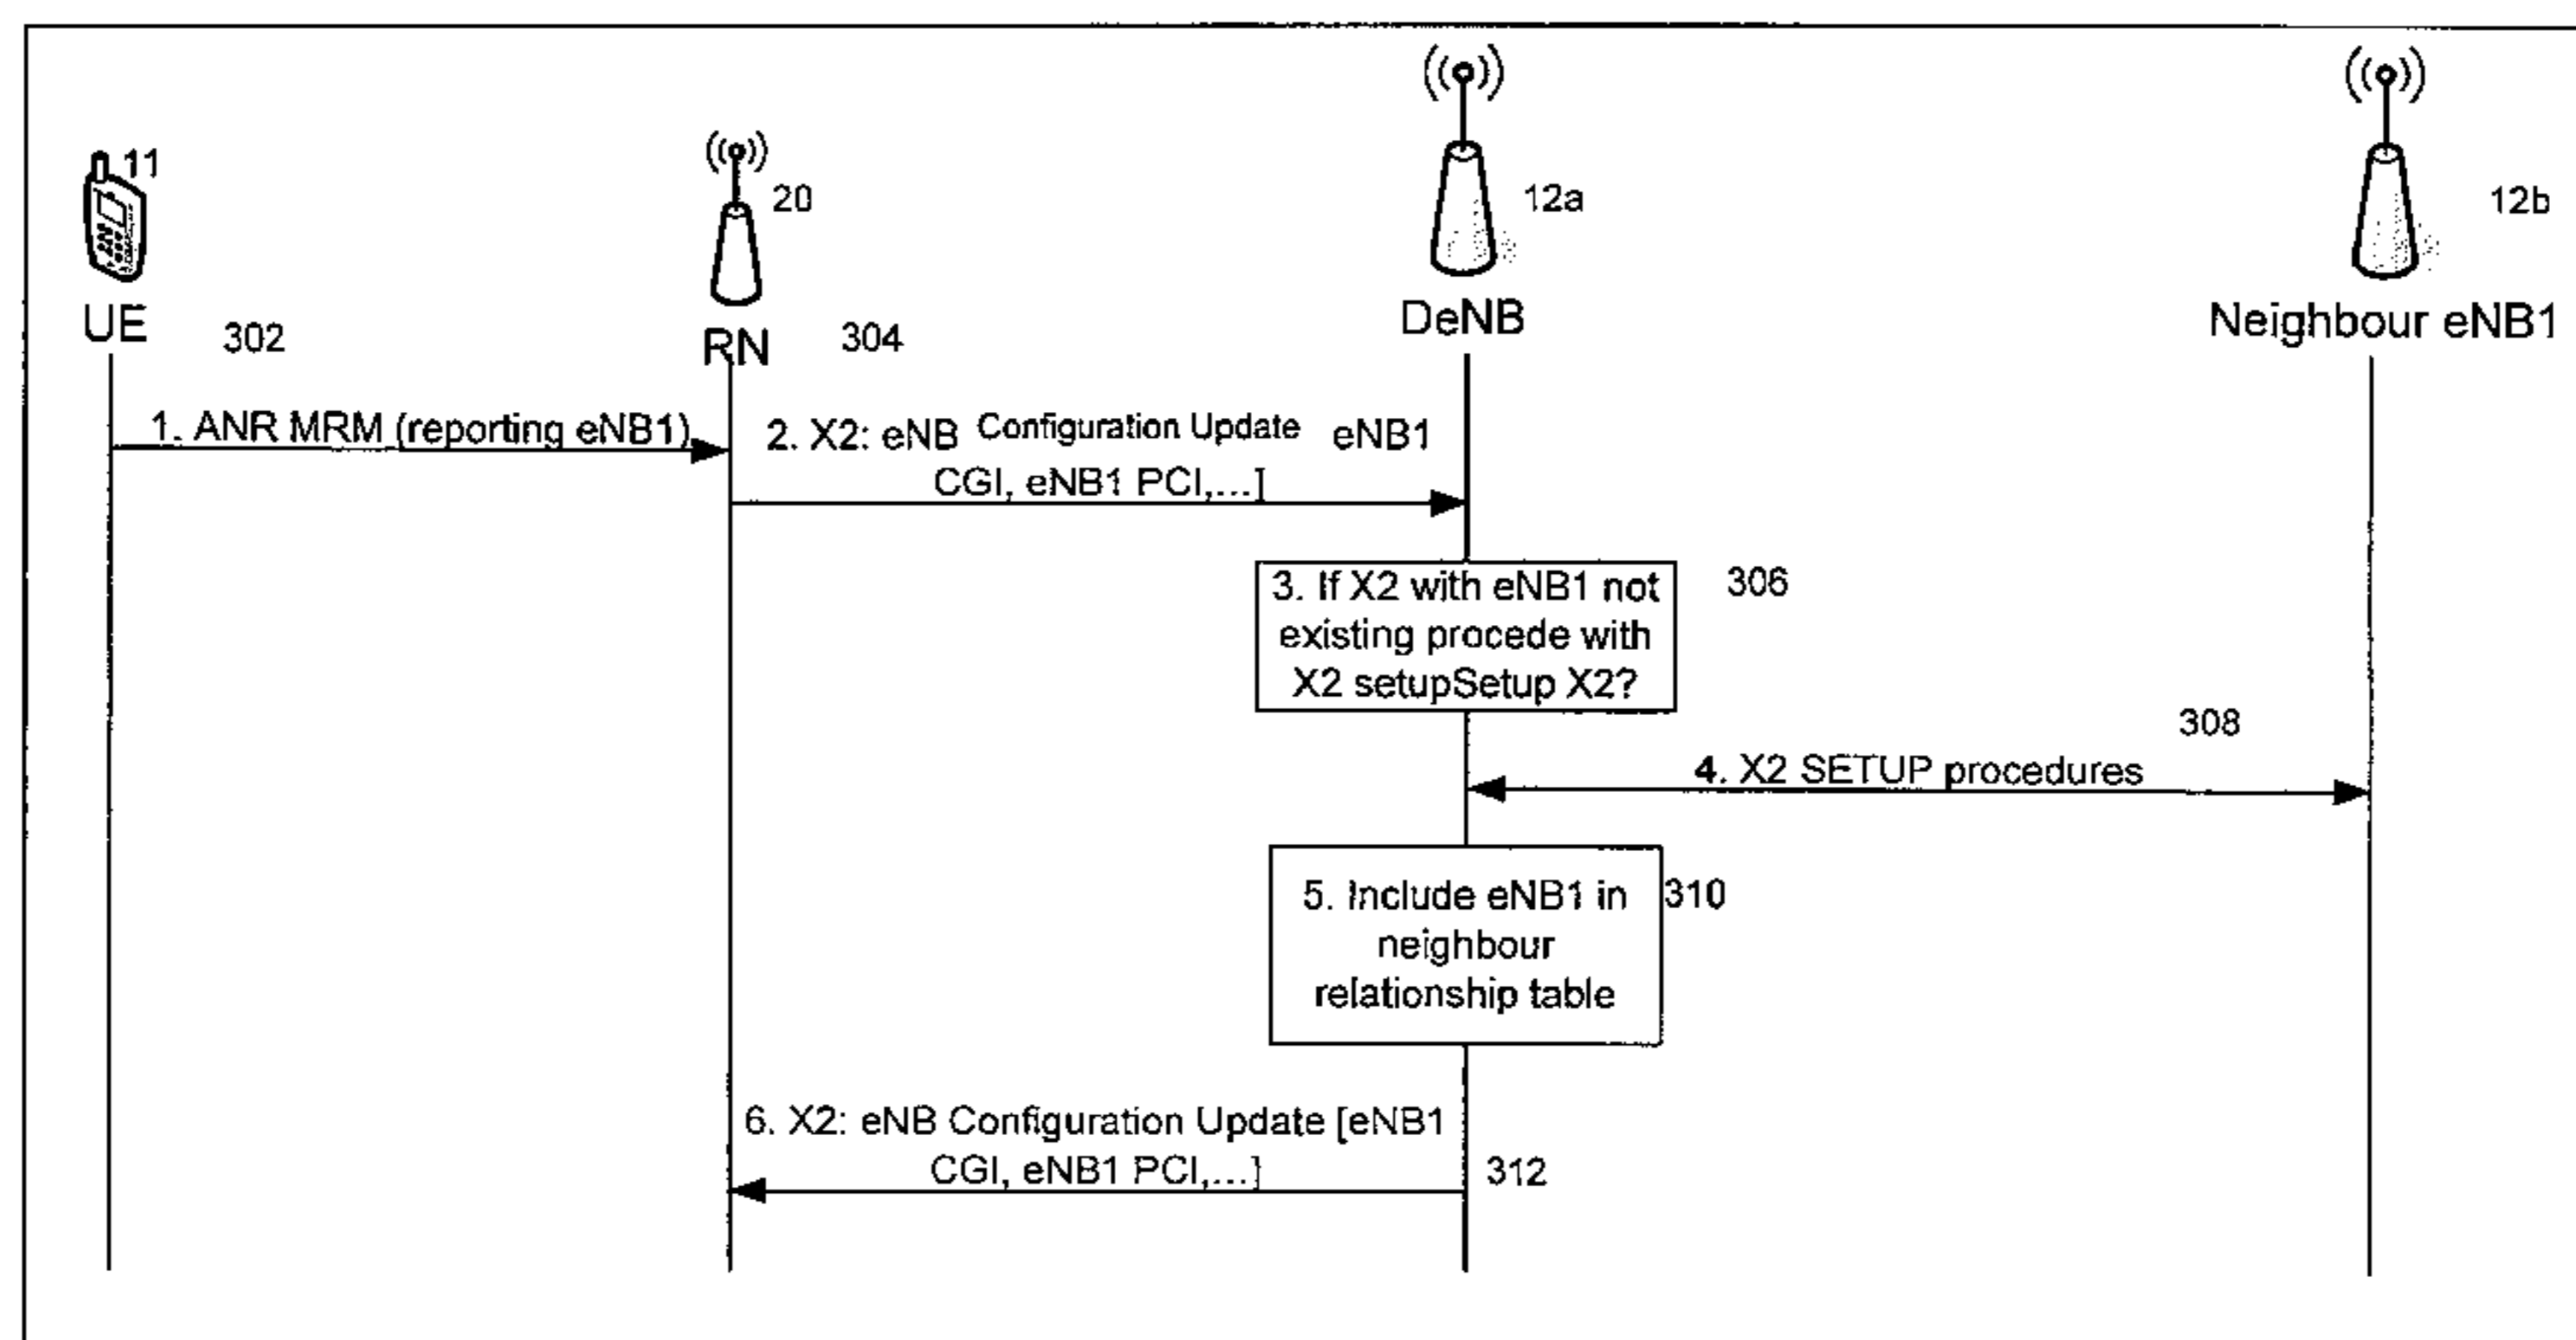 11
20
12a
12b
UE
RN
DeNB
Neighbour eNB1
302
304
1. ANR MRM (reporting eNB1)
2. X2: eNB Configuration Update eNB1
CGI, eNB1 PCI,...]
3. If X2 with eNB1 not
existing procede with
X2 setupSetup X2?
306
308
4. X2 SETUP procedures
5. Include eNB1 in
neighbour
relationship table
310
6. X2: eNB Configuration Update [eNB1
CGI, eNB1 PCI,...]
312